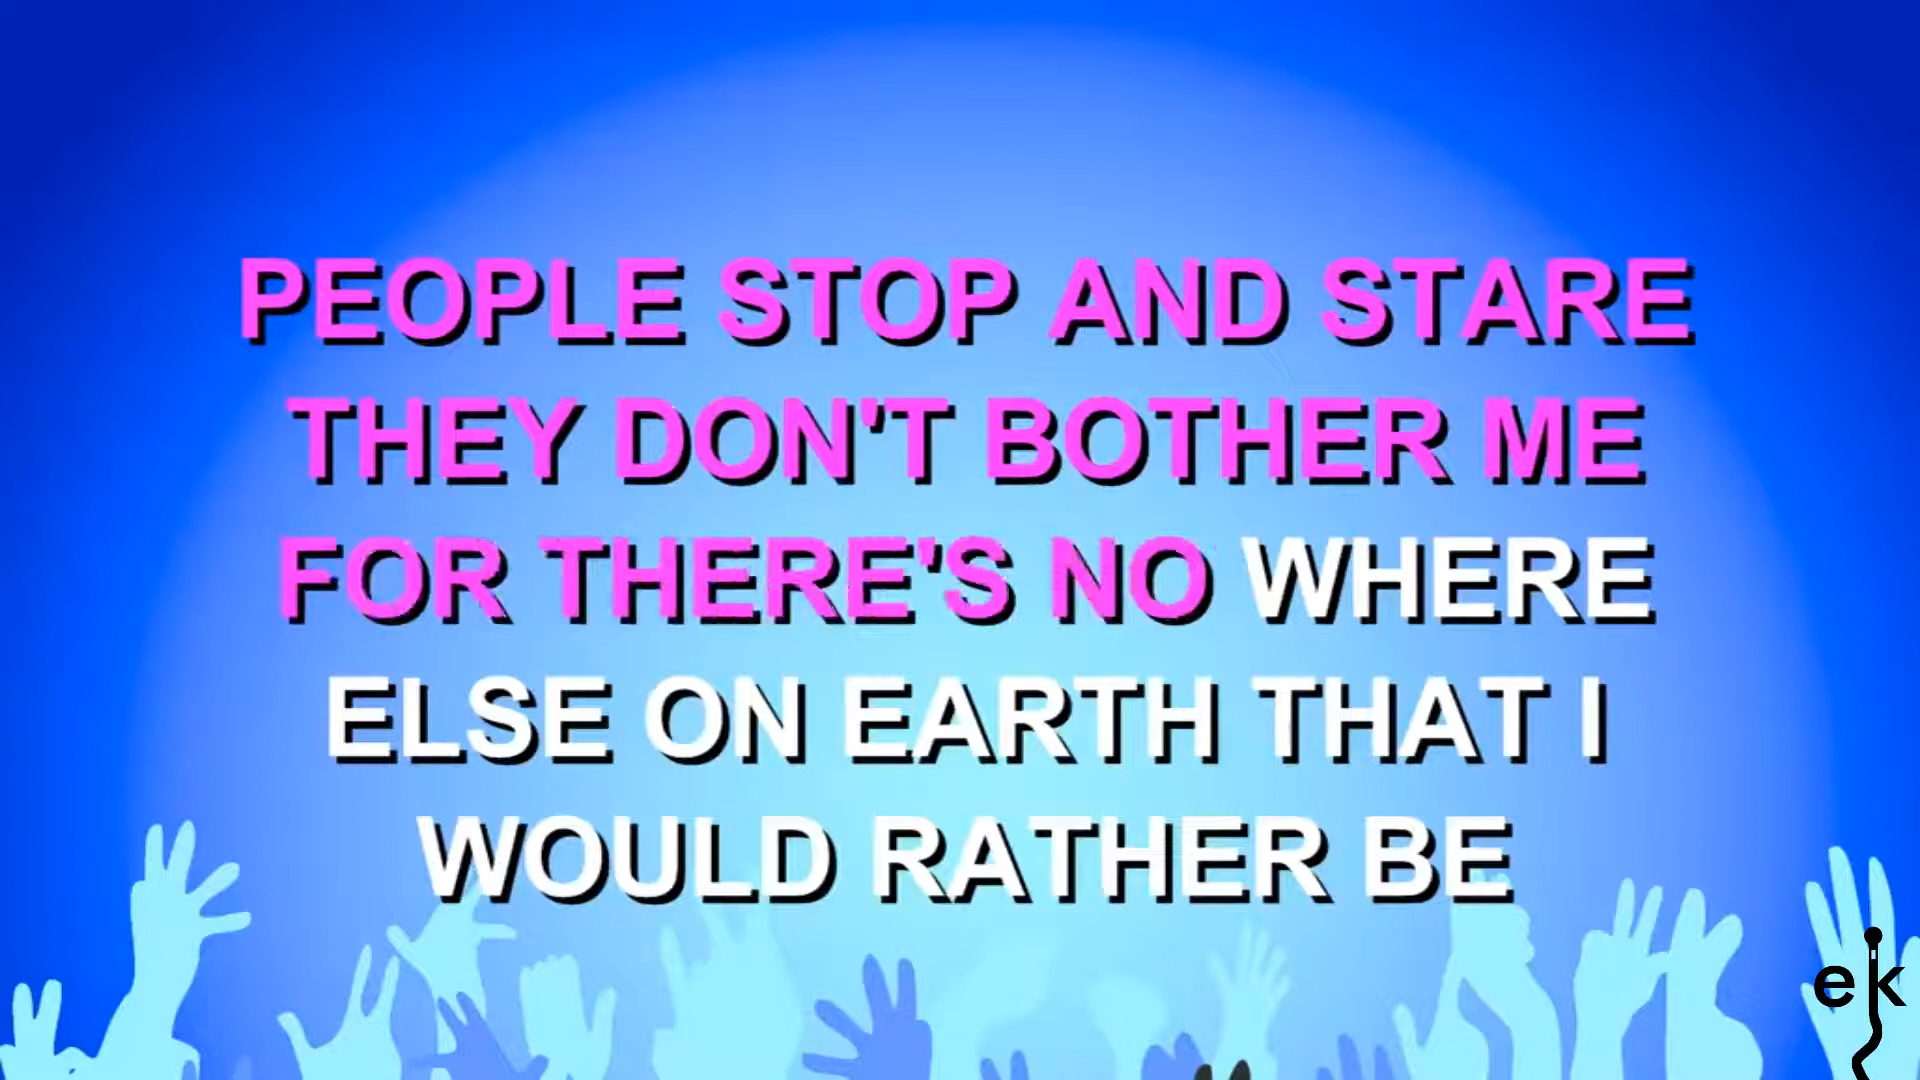 PEOPLE STOP AND STARE
THEY DON'T BOTHER ME
FOR THERE'S NO WHERE
ELSE ON EARTH THAT I
WOULD RATHER BE
ek